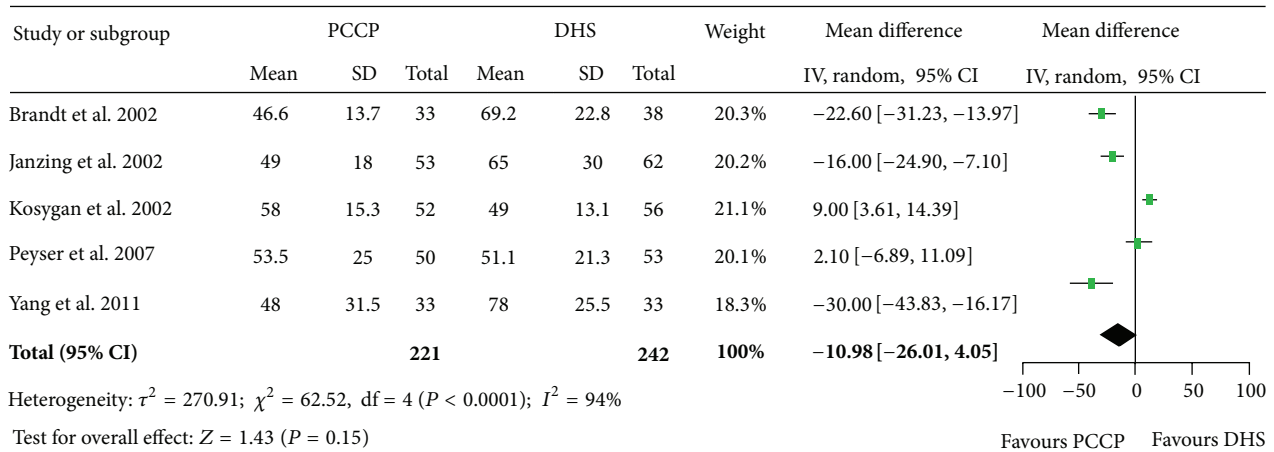 Study or subgroup PCCP DHS Weight Mean difference Mean difference
Mean SD Total Mean SD Total IV, random, 95% CI IV, random, 95% CI
Brandt et al. 2002 46.6 13.7 33 69.2 22.8 38 20.3% −22.60 [−31.23, −13.97]
Janzing et al. 2002 49 18 53 65 30 62 20.2% −16.00 [−24.90, −7.10]
Kosygan et al. 2002 58 15.3 52 49 13.1 56 21.1% 9.00 [3.61, 14.39]
Peyser et al. 2007 53.5 25 50 51.1 21.3 53 20.1% 2.10 [−6.89, 11.09]
Yang et al. 2011 48 31.5 33 78 25.5 33 18.3% −30.00 [−43.83, −16.17]
Total (95% CI) 221 242 100% −10.98 [−26.01, 4.05]
−100 −50 0 50 100
Heterogeneity: τ² = 270.91; χ² = 62.52, df = 4 (P < 0.0001); I² = 94%
Test for overall effect: Z = 1.43 (P = 0.15)
Favours PCCP Favours DHS